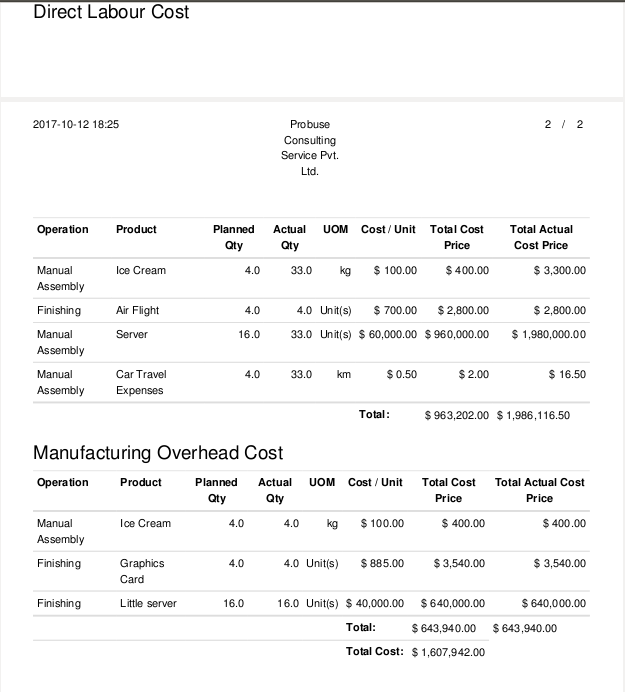 Direct Labour Cost
2017-10-12 18:25 Probuse 2 / 2
Consulting
Service Pvt.
Ltd.
Operation Product Planned Actual UOM Cost / Unit Total Cost Total Actual
Qty Qty Price Cost Price
Manual Ice Cream 4.0 33.0 kg $ 100.00 $ 400.00 $ 3,300.00
Assembly
Finishing Air Flight 4.0 4.0 Unit(s) $ 700.00 $ 2,800.00 $ 2,800.00
Manual Server 16.0 33.0 Unit(s) $ 60,000.00 $ 960,000.00 $ 1,980,000.00
Assembly
Manual Car Travel 4.0 33.0 km $ 0.50 $ 2.00 $ 16.50
Assembly Expenses
Total: $ 963,202.00 $ 1,986,116.50
Manufacturing Overhead Cost
Operation Product Planned Actual UOM Cost / Unit Total Cost Total Actual Cost
Qty Qty Price Price
Manual Ice Cream 4.0 4.0 kg $ 100.00 $ 400.00 $ 400.00
Assembly
Finishing Graphics 4.0 4.0 Unit(s) $ 885.00 $ 3,540.00 $ 3,540.00
Card
Finishing Little server 16.0 16.0 Unit(s) $ 40,000.00 $ 640,000.00 $ 640,000.00
Total: $ 643,940.00 $ 643,940.00
Total Cost: $ 1,607,942.00